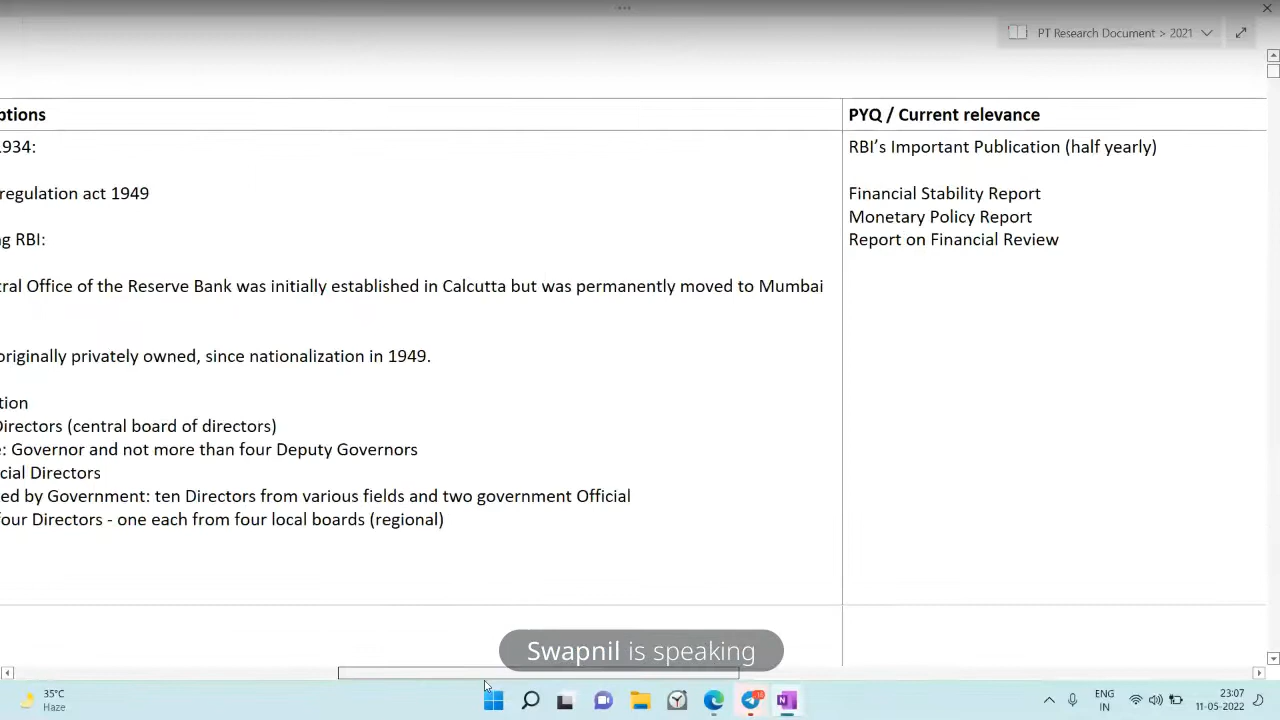 PT Research Document > 2021
ptions
PYQ / Current relevance
1934:
RBI's Important Publication (half yearly)
regulation act 1949
Financial Stability Report
Monetary Policy Report
ng RBI:
Report on Financial Review
tral Office of the Reserve Bank was initially established in Calcutta but was permanently moved to Mumbai
originally privately owned, since nationalization in 1949.
tion
Directors (central board of directors)
e: Governor and not more than four Deputy Governors
cial Directors
ed by Government: ten Directors from various fields and two government Official
four Directors - one each from four local boards (regional)
Swapnil is speaking
35°C
Haze
ENG
IN
23:07
11-05-2022